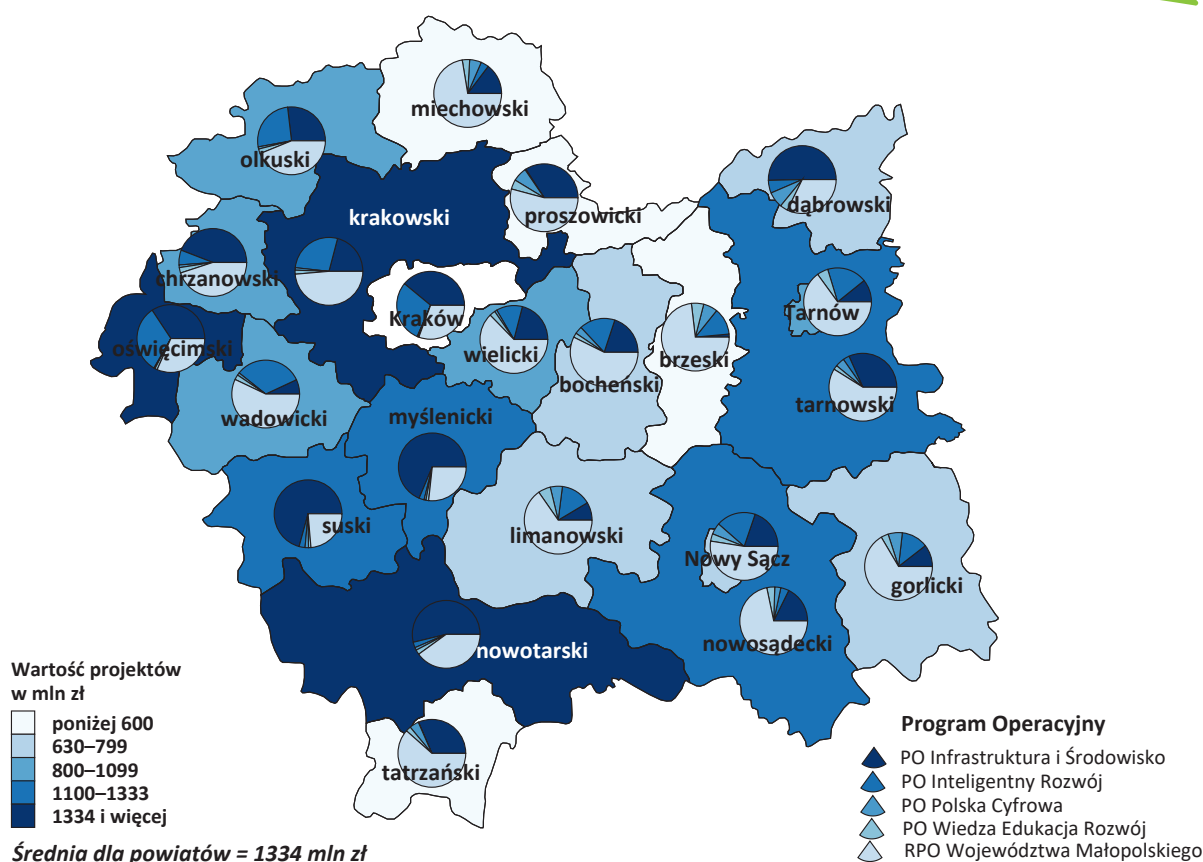 miechowski
olkuski
dąbrowski
krakowski
proszowicki
chrzanowski
Kraków
Tarnów
oświęcimski
wielicki
bocheński
brzeski
wadowicki
myślenicki
tarnowski
suski
limanowski
Nowy Sącz
gorlicki
nowosądecki
nowotarski
tatrzański
Wartość projektów
w mln zł
poniżej 600
630–799
800–1099
1100–1333
1334 i więcej
Średnia dla powiatów = 1334 mln zł
Program Operacyjny
PO Infrastruktura i Środowisko
PO Inteligentny Rozwój
PO Polska Cyfrowa
PO Wiedza Edukacja Rozwój
RPO Województwa Małopolskiego